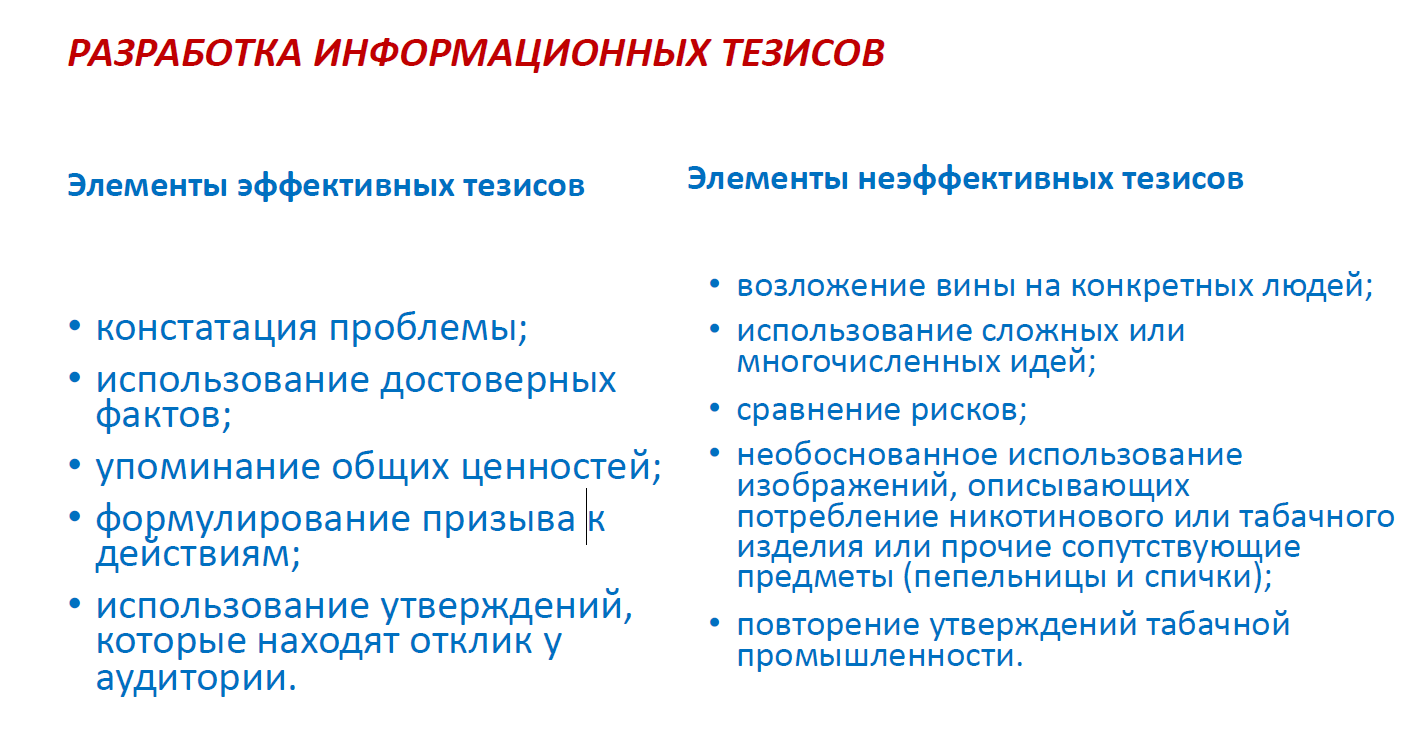 РАЗРАБОТКА ИНФОРМАЦИОННЫХ ТЕЗИСОВ
Элементы эффективных тезисов
• констатация проблемы;
• использование достоверных
фактов;
• упоминание общих ценностей;
• формулирование призыва к
действиям;
• использование утверждений,
которые находят отклик у
аудитории.
Элементы неэффективных тезисов
• возложение вины на конкретных людей;
• использование сложных или
многочисленных идей;
• сравнение рисков;
• необоснованное использование
изображений, описывающих
потребление никотинового или табачного
изделия или прочие сопутствующие
предметы (пепельницы и спички);
• повторение утверждений табачной
промышленности.